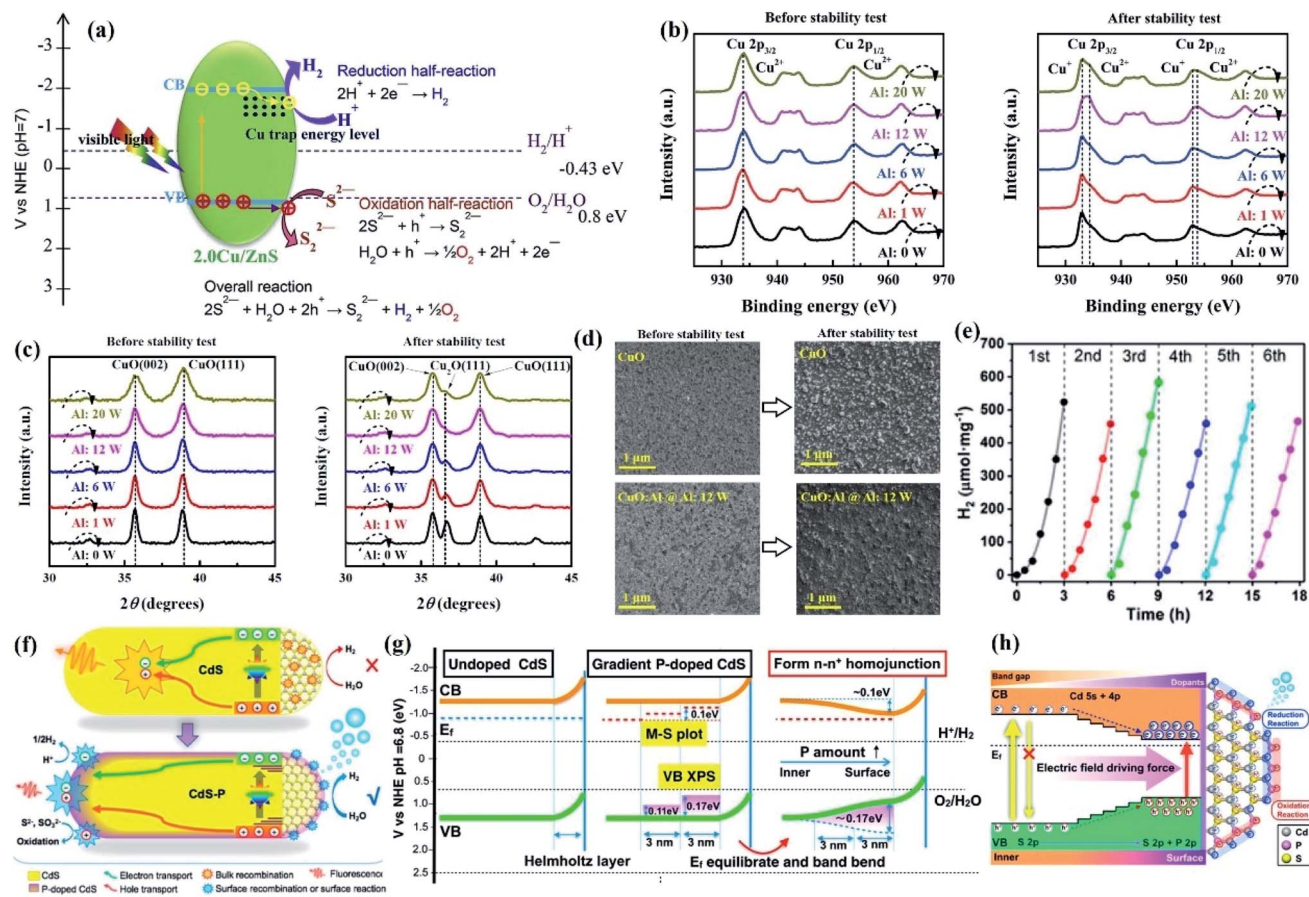 (a)
V vs NHE (pH=7)
-3
-2
-1
0
1
2
3
CB
VB
visible light
H₂
H⁺
Reduction half-reaction
2H⁺ + 2e⁻ → H₂
Cu trap energy level
H₂/H⁺
-0.43 eV
O₂/H₂O
0.8 eV
S²⁻
S₂²⁻
Oxidation half-reaction
2S²⁻ + h⁺ → S₂²⁻
H₂O + h⁺ → ½O₂ + 2H⁺ + 2e⁻
2.0Cu/ZnS
Overall reaction
2S²⁻ + H₂O + 2h⁺ → S₂²⁻ + H₂ + ½O₂
(b)
Before stability test
Cu 2p3/2
Cu 2p1/2
Cu²⁺
Cu²⁺
Al: 20 W
Al: 12 W
Al: 6 W
Al: 1 W
Al: 0 W
Intensity (a.u.)
930 940 950 960 970
Binding energy (eV)
After stability test
Cu 2p3/2
Cu 2p1/2
Cu⁺ Cu²⁺ Cu⁺ Cu²⁺
Al: 20 W
Al: 12 W
Al: 6 W
Al: 1 W
Al: 0 W
Intensity (a.u.)
930 940 950 960 970
Binding energy (eV)
(c)
Before stability test
CuO(002) CuO(111)
Al: 20 W
Al: 12 W
Al: 6 W
Al: 1 W
Al: 0 W
Intensity (a.u.)
30 35 40 45
2θ (degrees)
After stability test
CuO(002) Cu₂O(111) CuO(111)
Al: 20 W
Al: 12 W
Al: 6 W
Al: 1 W
Al: 0 W
Intensity (a.u.)
30 35 40 45
2θ (degrees)
(d)
Before stability test
After stability test
CuO
1 μm
CuO
1 μm
CuO:Al @ Al: 12 W
1 μm
CuO:Al @ Al: 12 W
1 μm
(e)
1st 2nd 3rd 4th 5th 6th
700
600
500
400
300
200
100
0
H₂ (μmol·mg⁻¹)
0 3 6 9 12 15 18
Time (h)
(f)
CdS
H₂
H₂O
1/2H₂
H⁺
CdS-P
H₂
H₂O
S²⁻, SO₃²⁻
Oxidation
CdS
Electron transport
Bulk recombination
Fluorescence
P-doped CdS
Hole transport
Surface recombination or surface reaction
(g)
V vs NHE pH =6.8 (eV)
-2.0
-1.5
-1.0
-0.5
0.0
0.5
1.0
1.5
2.0
2.5
Undoped CdS
Gradient P-doped CdS
Form n-n⁺ homojunction
CB
Ef
VB
0.1eV
M-S plot
VB XPS
0.11eV
0.17eV
3 nm 3 nm
Helmholtz layer
~0.1eV
H⁺/H₂
P amount ↑
Inner Surface
O₂/H₂O
~0.17eV
3 nm 3 nm
Ef equilibrate and band bend
(h)
Band gap
Dopants
CB
Cd 5s + 4p
Ef
Electric field driving force
VB
S 2p
S 2p + P 2p
Inner
Surface
Reduction
Reaction
Oxidation
Reaction
Cd
P
S